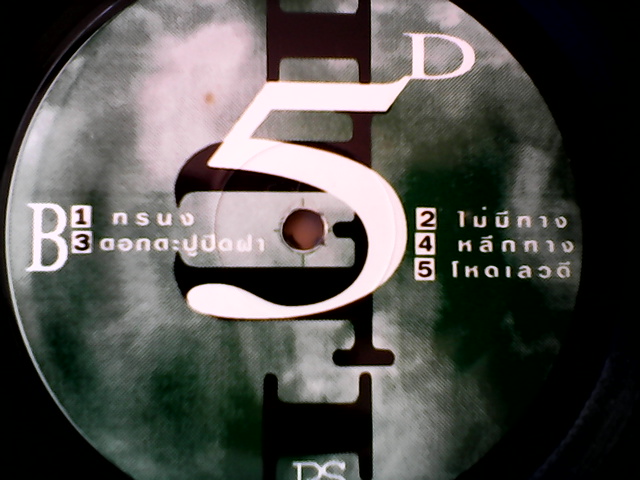 5D
B
1 ทรนง
2 ไม่มีทาง
3 ดอกตะปูปิดฝา
4 หลีกทาง
5 โหดเลวดี